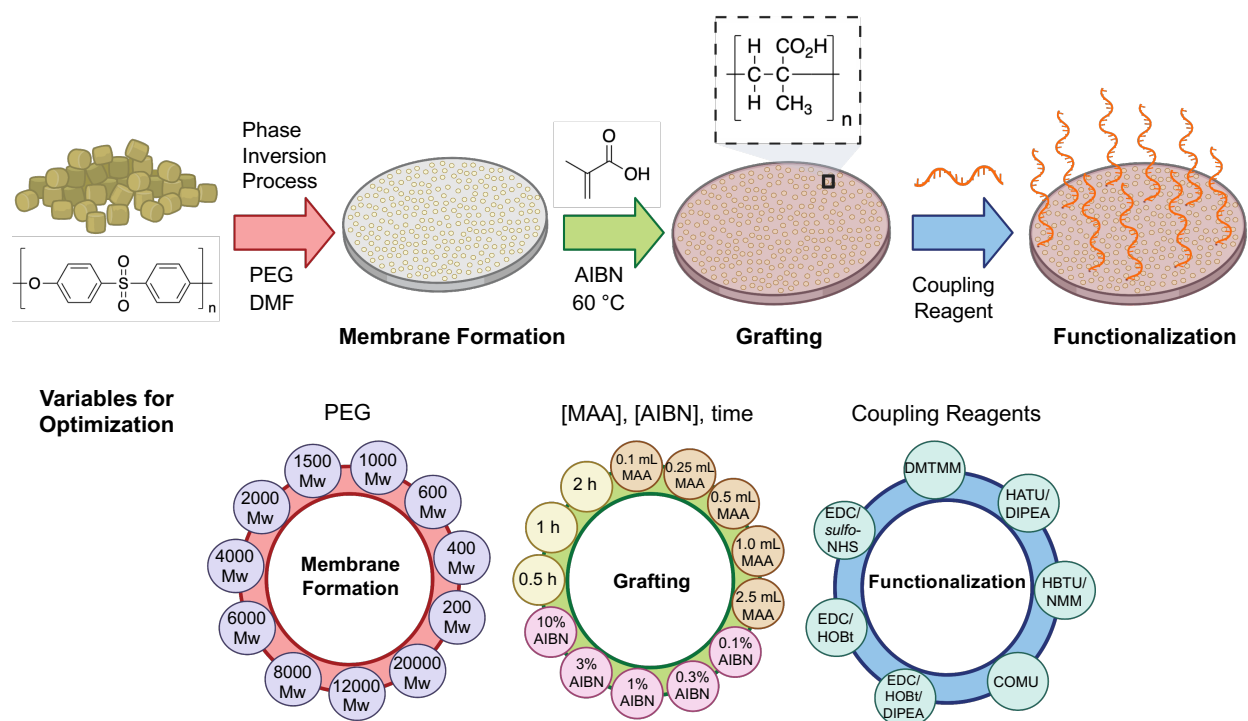 Phase
Inversion
Process
PEG
DMF
O
S
O
O
n
Membrane Formation
O
OH
AIBN
60 °C
H
CO₂H
C
C
H
CH₃
n
Grafting
Coupling
Reagent
Functionalization
Variables for
Optimization
PEG
1000
Mw
600
Mw
400
Mw
200
Mw
20000
Mw
12000
Mw
8000
Mw
6000
Mw
4000
Mw
2000
Mw
1500
Mw
Membrane
Formation
[MAA], [AIBN], time
0.1 mL
MAA
0.25 mL
MAA
0.5 mL
MAA
1.0 mL
MAA
2.5 mL
MAA
0.1%
AIBN
0.3%
AIBN
1%
AIBN
3%
AIBN
10%
AIBN
0.5 h
1 h
2 h
Grafting
Coupling Reagents
DMTMM
HATU/
DIPEA
HBTU/
NMM
COMU
EDC/
HOBt/
DIPEA
EDC/
HOBt
EDC/
sulfo-
NHS
Functionalization